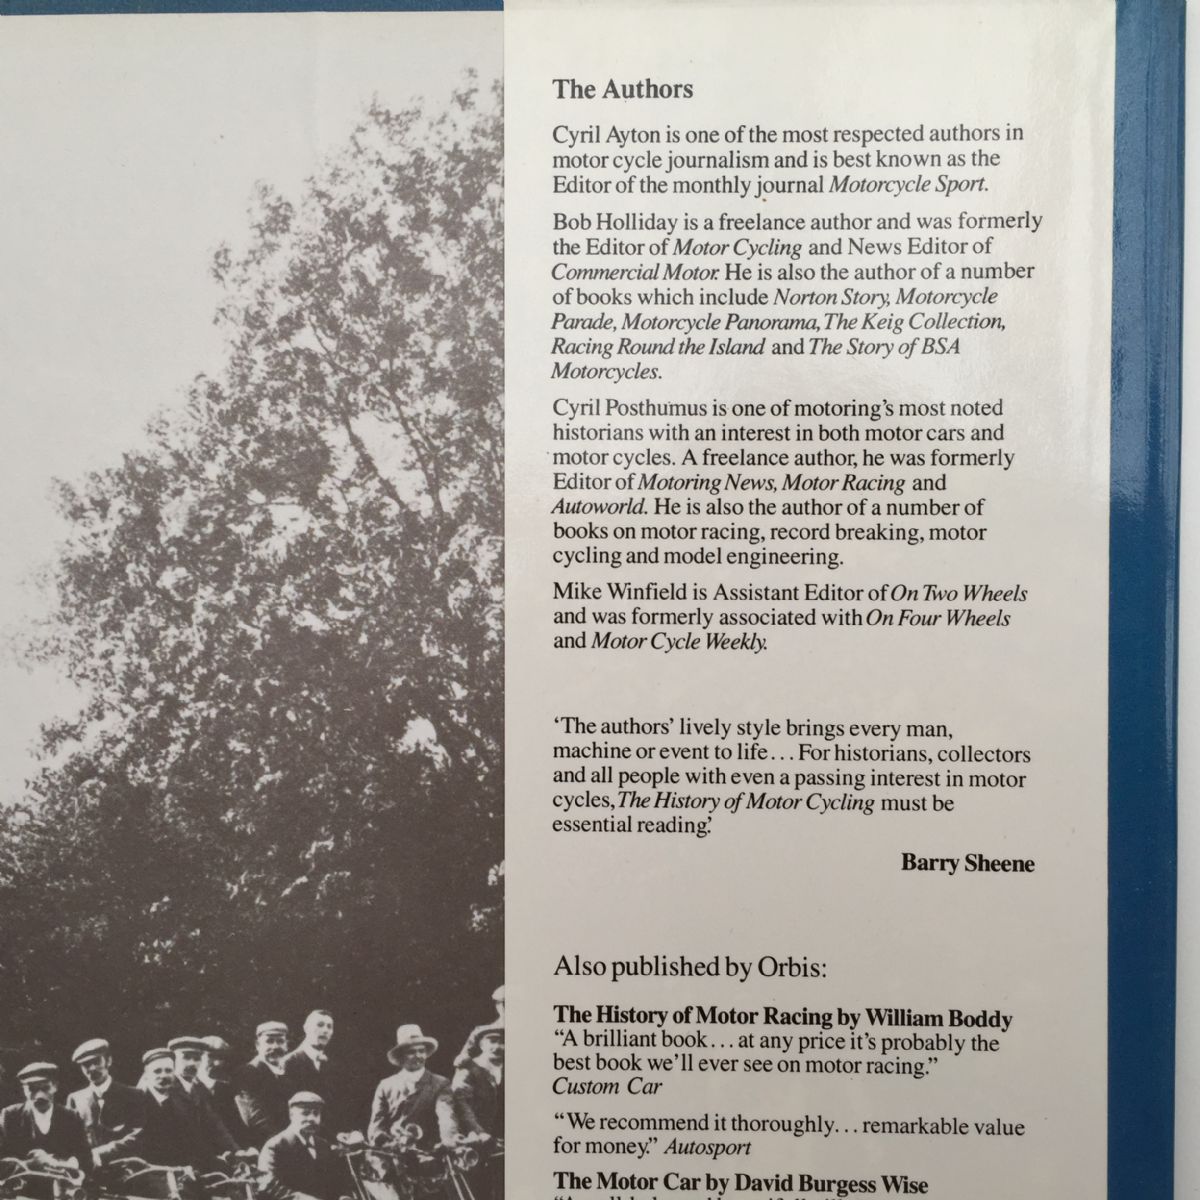 The Authors
Cyril Ayton is one of the most respected authors in
motor cycle journalism and is best known as the
Editor of the monthly journal Motorcycle Sport.
Bob Holliday is a freelance author and was formerly
the Editor of Motor Cycling and News Editor of
Commercial Motor. He is also the author of a number
of books which include Norton Story, Motorcycle
Parade, Motorcycle Panorama, The Keig Collection,
Racing Round the Island and The Story of BSA
Motorcycles.
Cyril Posthumus is one of motoring's most noted
historians with an interest in both motor cars and
motor cycles. A freelance author, he was formerly
Editor of Motoring News, Motor Racing and
Autoworld. He is also the author of a number of
books on motor racing, record breaking, motor
cycling and model engineering.
Mike Winfield is Assistant Editor of On Two Wheels
and was formerly associated with On Four Wheels
and Motor Cycle Weekly.
‘The authors’ lively style brings every man,
machine or event to life... For historians, collectors
and all people with even a passing interest in motor
cycles, The History of Motor Cycling must be
essential reading.’
Barry Sheene
Also published by Orbis:
The History of Motor Racing by William Boddy
“A brilliant book... at any price it's probably the
best book we'll ever see on motor racing.”
Custom Car
“We recommend it thoroughly... remarkable value
for money.” Autosport
The Motor Car by David Burgess Wise